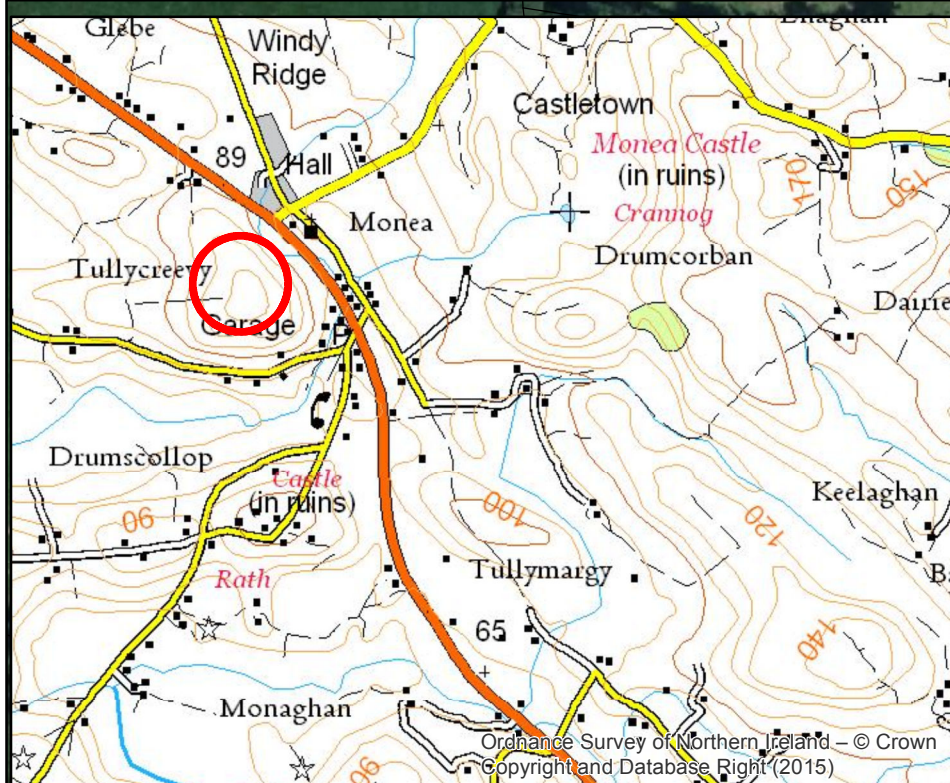 Glebe
Windy
Ridge
Castletown
Monea Castle
(in ruins)
89
Hall
170
150
Crannog
Monea
Drumcorban
Tullycreevy
Dairie
Garage
P
Drumscollop
Castle
(in ruins)
Keelaghan
90
100
120
Rath
Tullymargy
B
65
140
Monaghan
Ordnance Survey of Northern Ireland – © Crown
Copyright and Database Right (2015)
90